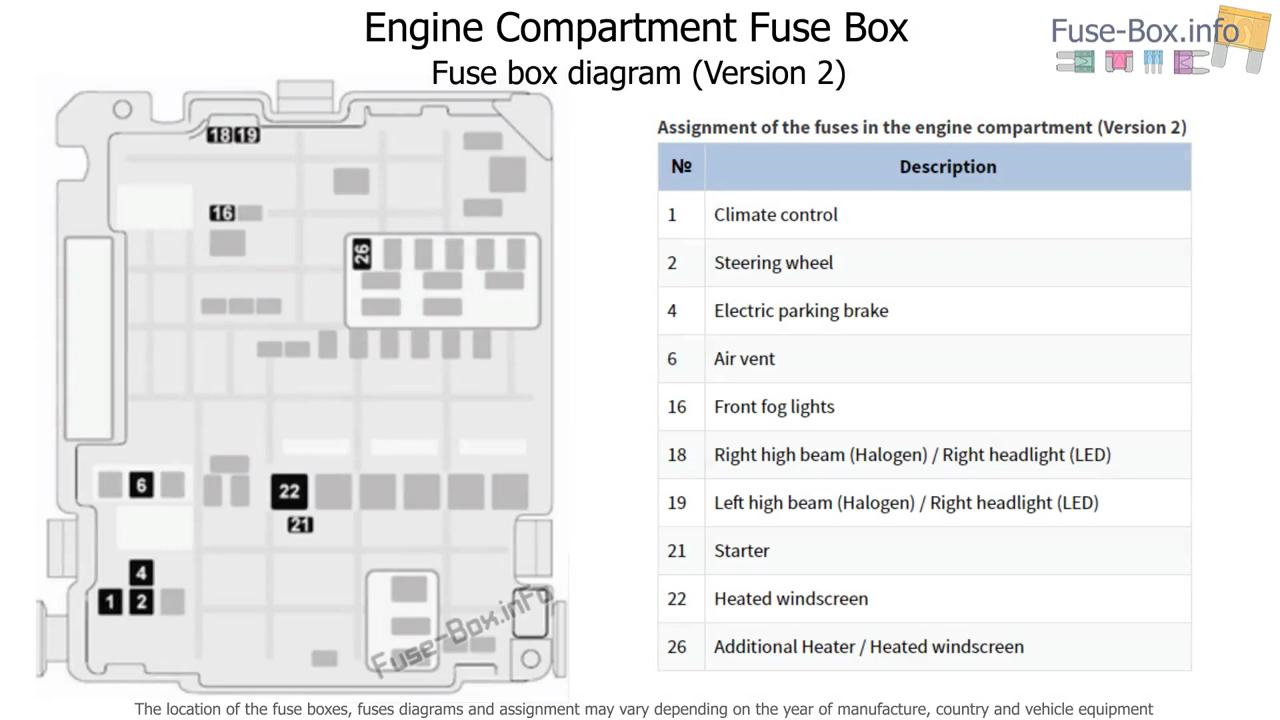 Engine Compartment Fuse Box
Fuse box diagram (Version 2)
Fuse-Box.info
18 19
16
26
6
22
21
4
1 2
Fuse-Box.inFo
Assignment of the fuses in the engine compartment (Version 2)
№ Description
1 Climate control
2 Steering wheel
4 Electric parking brake
6 Air vent
16 Front fog lights
18 Right high beam (Halogen) / Right headlight (LED)
19 Left high beam (Halogen) / Right headlight (LED)
21 Starter
22 Heated windscreen
26 Additional Heater / Heated windscreen
The location of the fuse boxes, fuses diagrams and assignment may vary depending on the year of manufacture, country and vehicle equipment